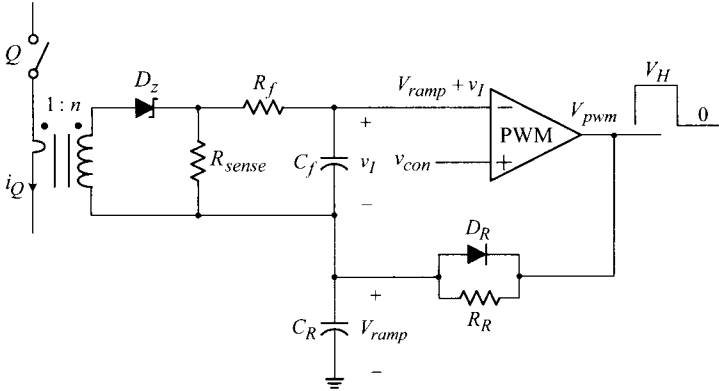 Q
1 : n
i_Q
D_z
R_f
R_sense
C_f
+
v_I
−
V_ramp + v_I
v_con
−
PWM
+
V_pwm
V_H
0
D_R
R_R
C_R
+
V_ramp
−